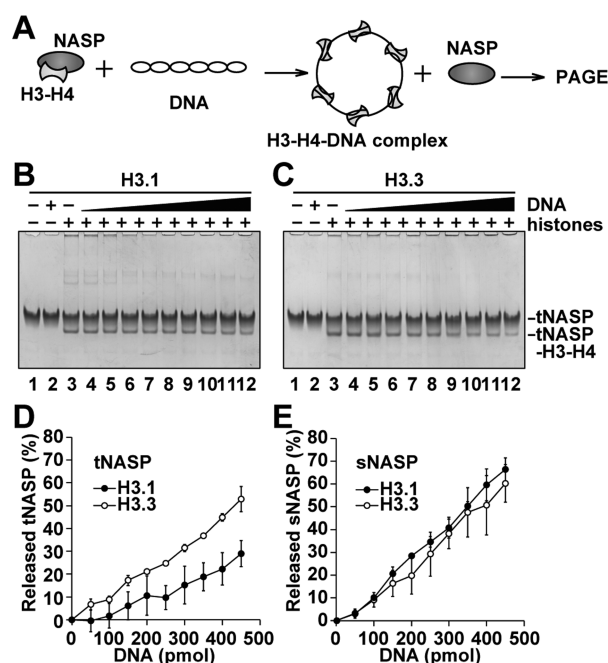 A
NASP
NASP
+
+
PAGE
H3-H4
DNA
H3-H4-DNA complex
B
H3.1
C
H3.3
− + − DNA
− − + + + + + + + + + + − − + + + + + + + + + + histones
-tNASP
-tNASP
-H3-H4
1 2 3 4 5 6 7 8 9 10 11 12 1 2 3 4 5 6 7 8 9 10 11 12
D
tNASP
H3.1
H3.3
Released tNASP (%)
80
70
60
50
40
30
20
10
0
0 100 200 300 400 500
DNA (pmol)
E
sNASP
H3.1
H3.3
Released sNASP (%)
80
70
60
50
40
30
20
10
0
0 100 200 300 400 500
DNA (pmol)